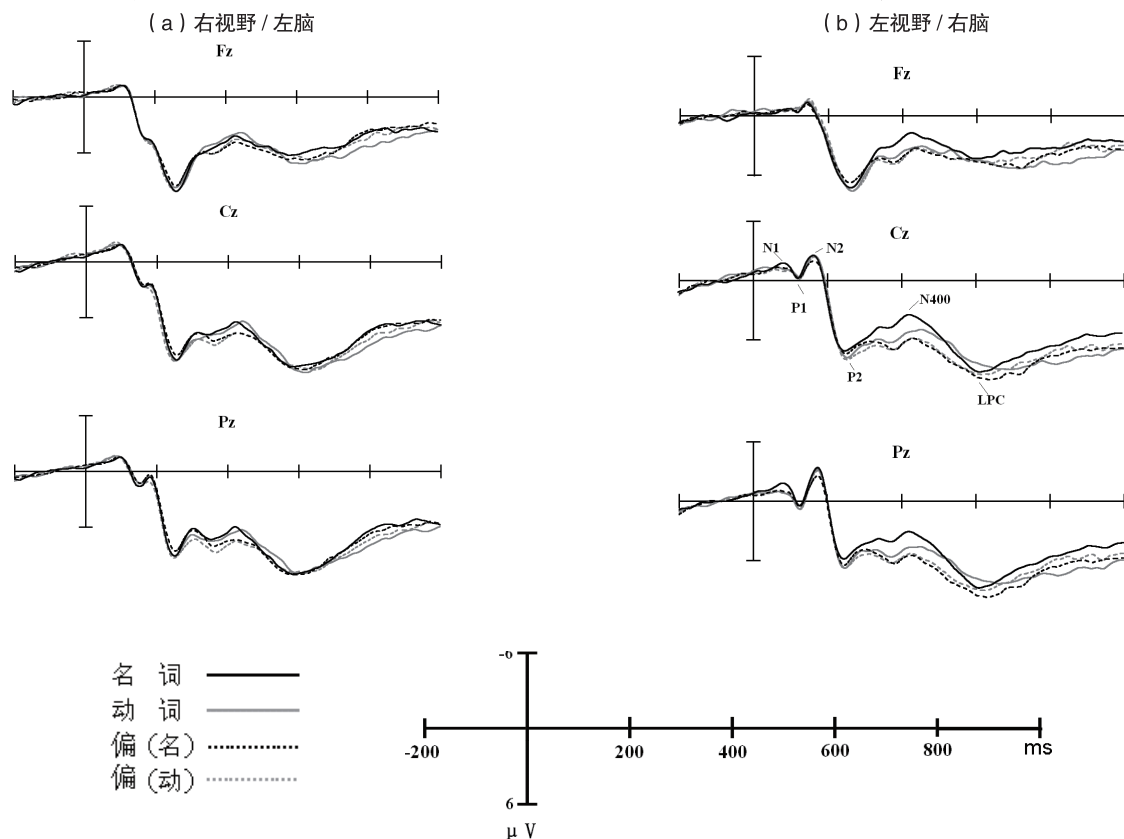 (a) 右视野 / 左脑
Fz
Cz
Pz
(b) 左视野 / 右脑
Fz
Cz
N1
N2
P1
N400
P2
LPC
Pz
名 词
动 词
偏 (名)
偏 (动)
-6
-200
200
400
600
800
ms
6
μV